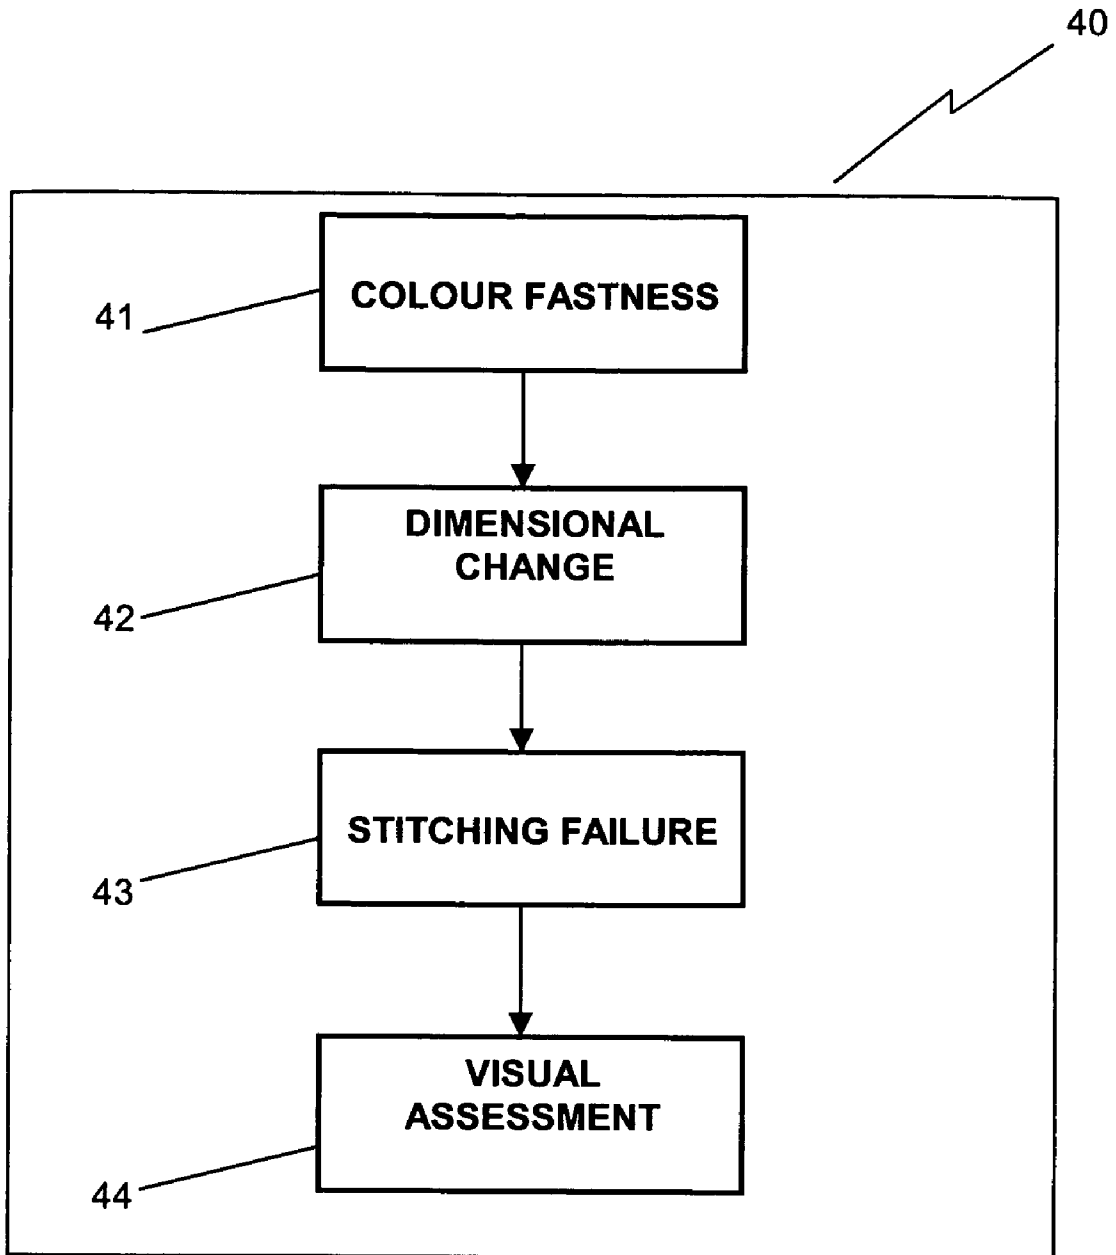 40
COLOUR FASTNESS
41
DIMENSIONAL
CHANGE
42
STITCHING FAILURE
43
VISUAL
ASSESSMENT
44